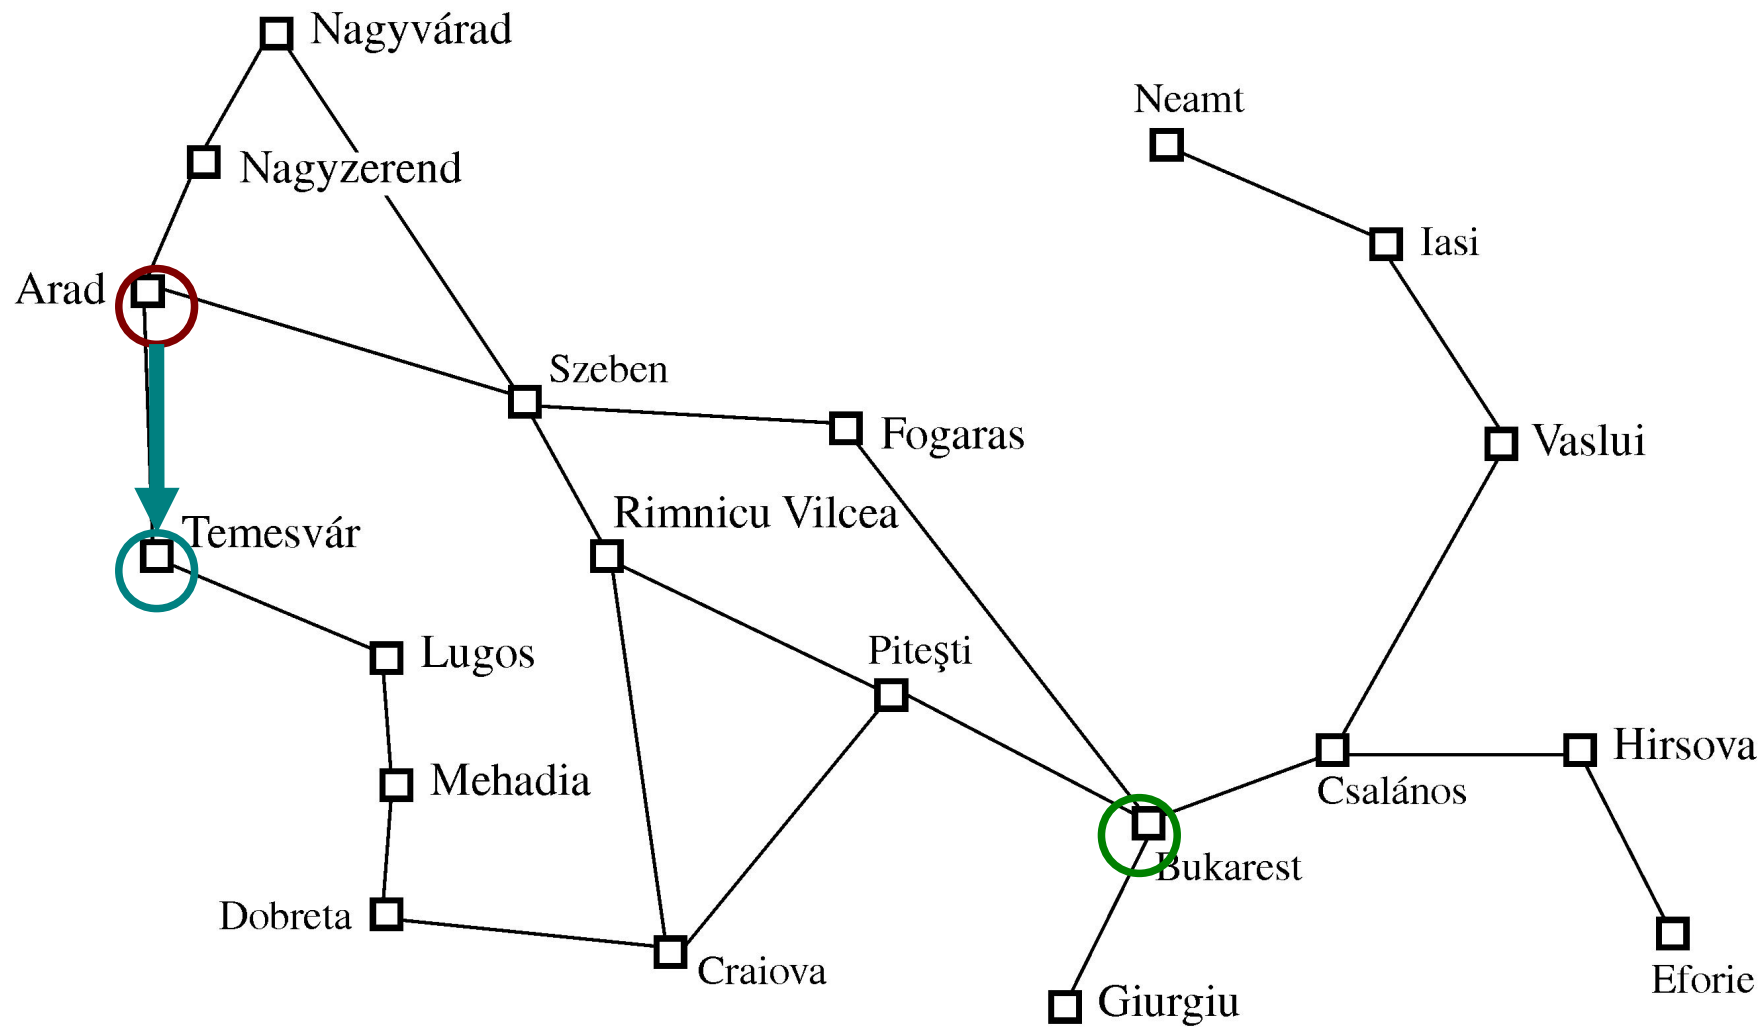 Nagyvárad
Neamt
Nagyzerend
Iasi
Arad
Szeben
Fogaras
Vaslui
Rimnicu Vilcea
Temesvár
Lugos
Piteşti
Hirsova
Mehadia
Csalános
Bukarest
Dobreta
Craiova
Eforie
Giurgiu